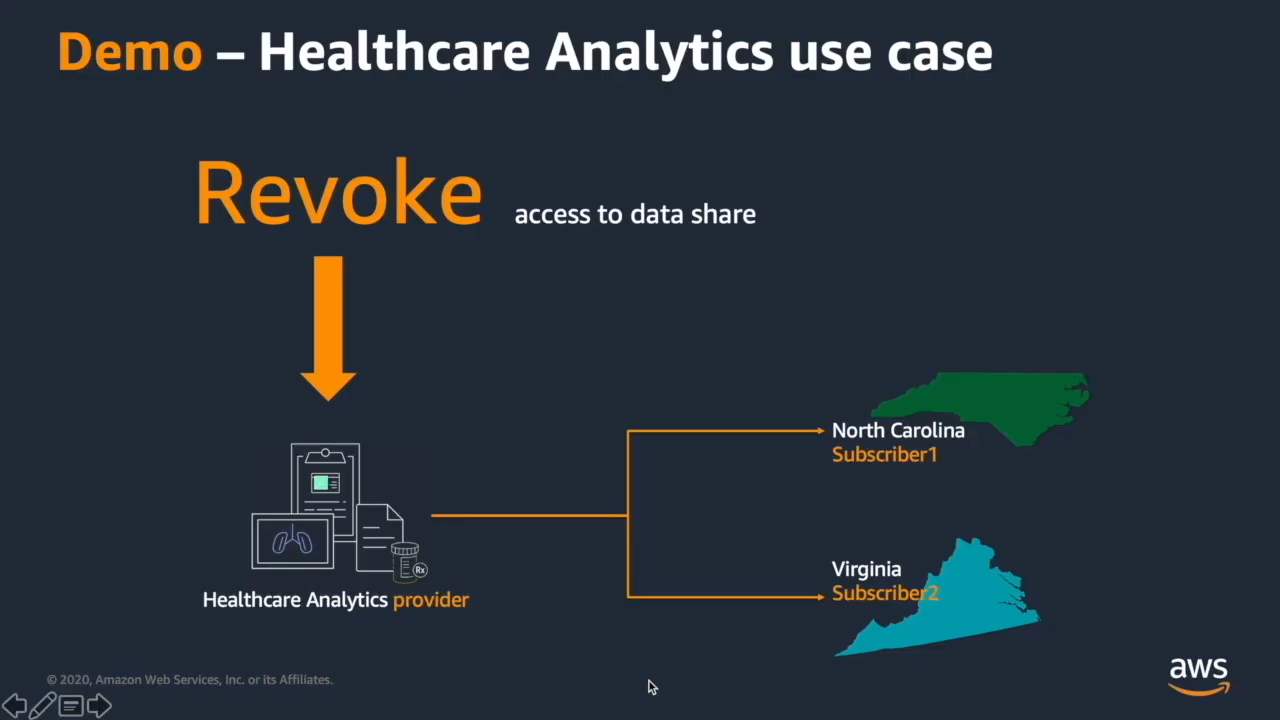 Demo – Healthcare Analytics use case
Revoke access to data share
North Carolina
Subscriber1
Rx
Virginia
Subscriber2
Healthcare Analytics provider
© 2020, Amazon Web Services, Inc. or its Affiliates.
aws